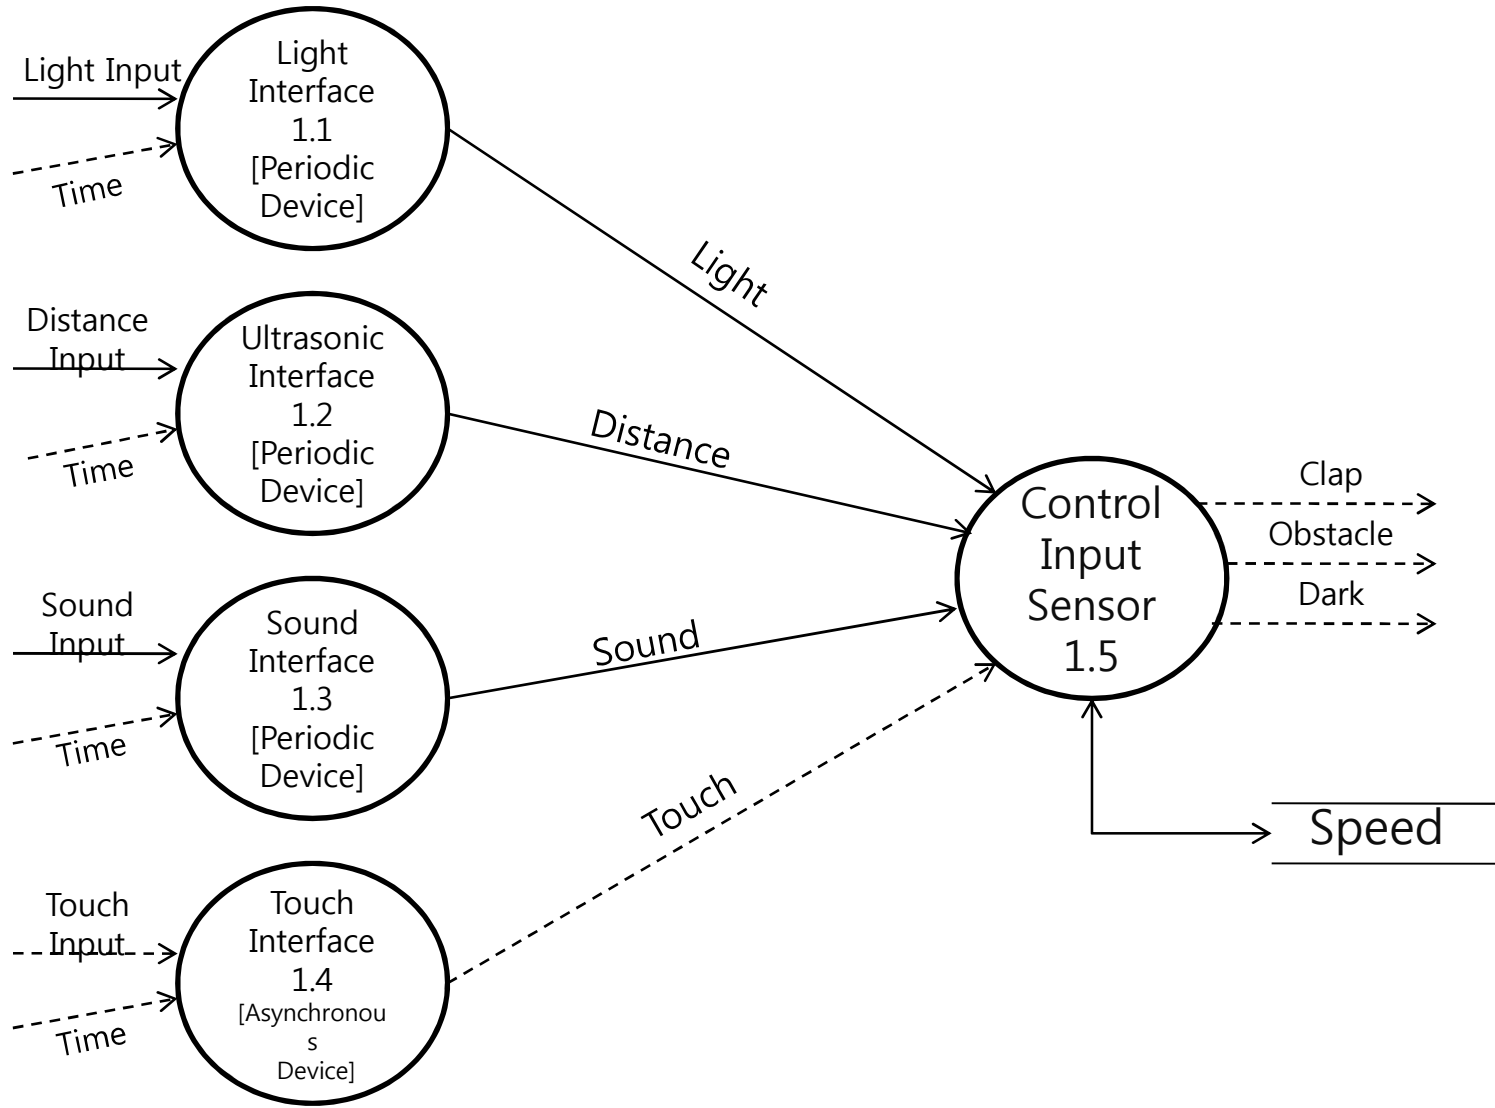 Light Input
Time
Light
Interface
1.1
[Periodic
Device]
Light
Distance
Input
Time
Ultrasonic
Interface
1.2
[Periodic
Device]
Distance
Sound
Input
Time
Sound
Interface
1.3
[Periodic
Device]
Sound
Touch
Input
Time
Touch
Interface
1.4
[Asynchronou
s
Device]
Touch
Control
Input
Sensor
1.5
Clap
Obstacle
Dark
Speed